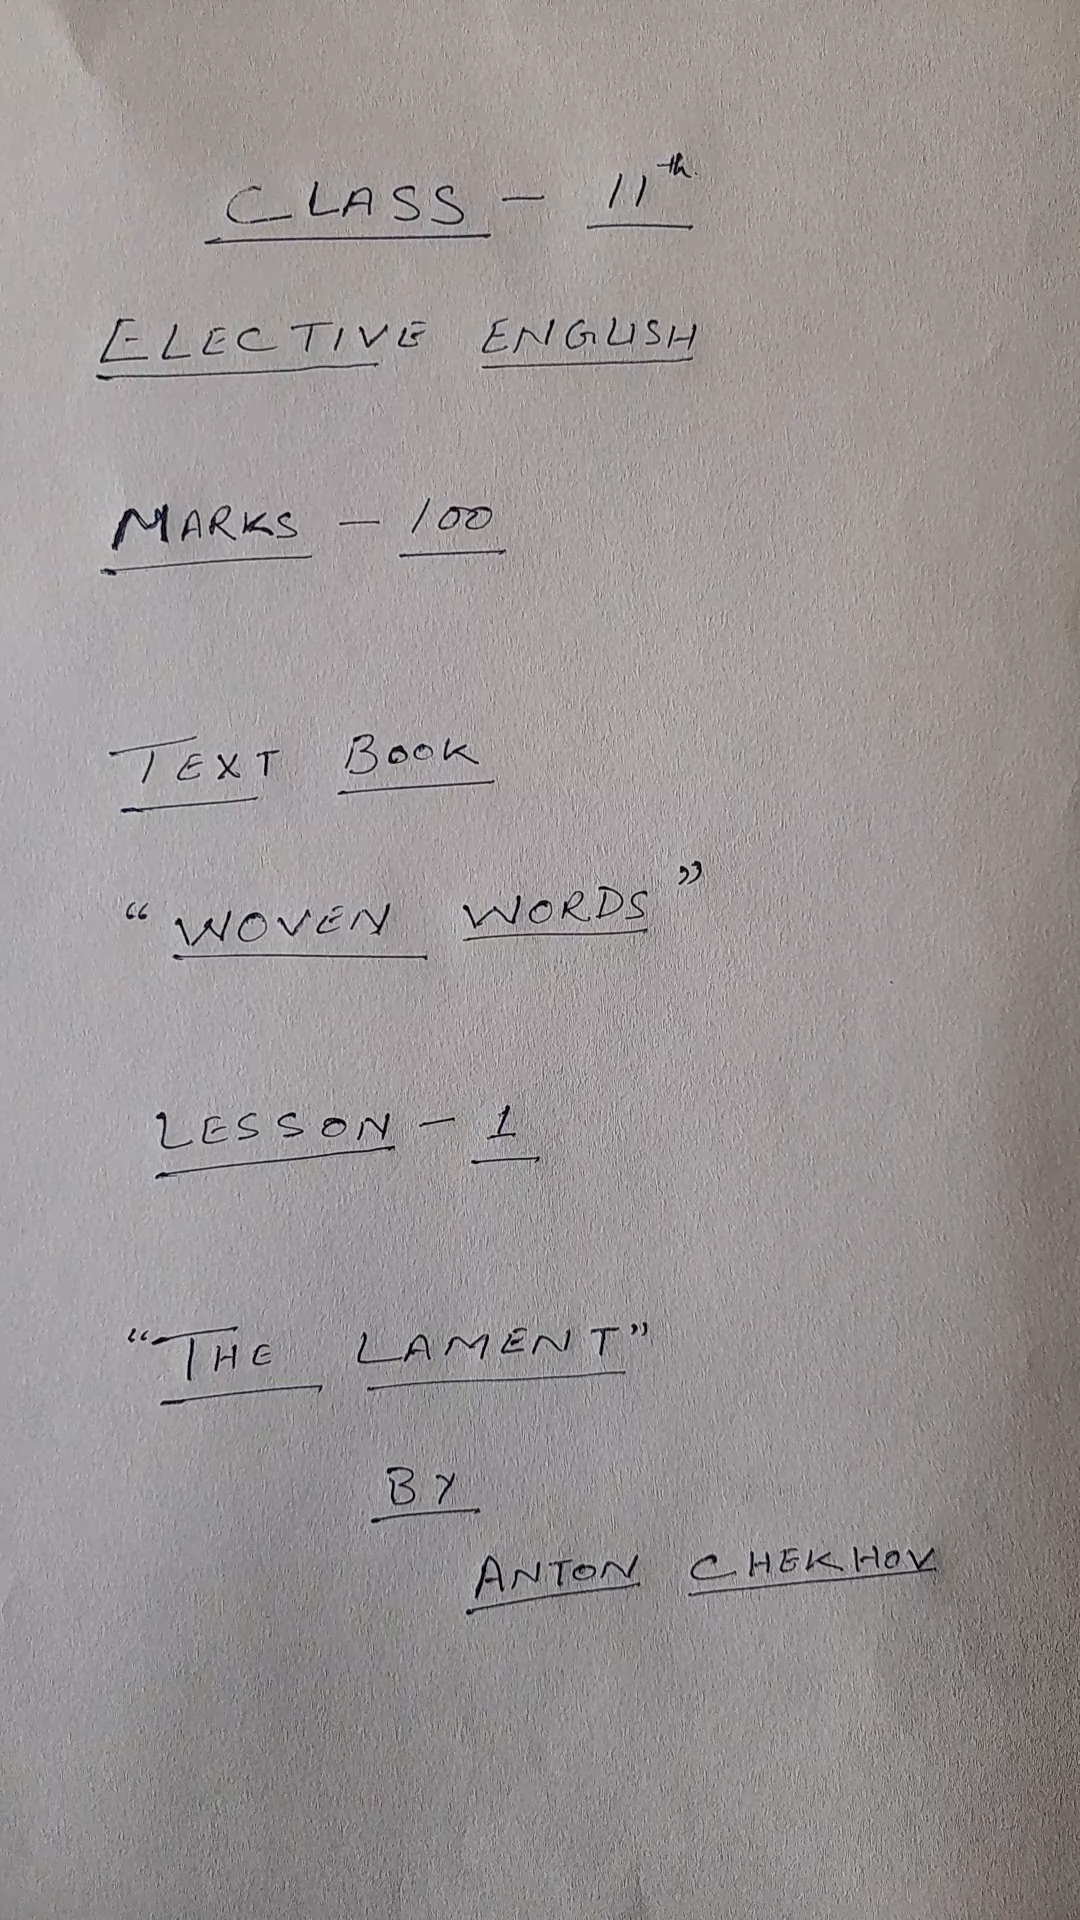 CLASS - 11th.
ELECTIVE ENGLISH
MARKS - 100
TEXT BOOK
“WOVEN WORDS”
LESSON - 1
“THE LAMENT”
BY
ANTON CHEKHOV